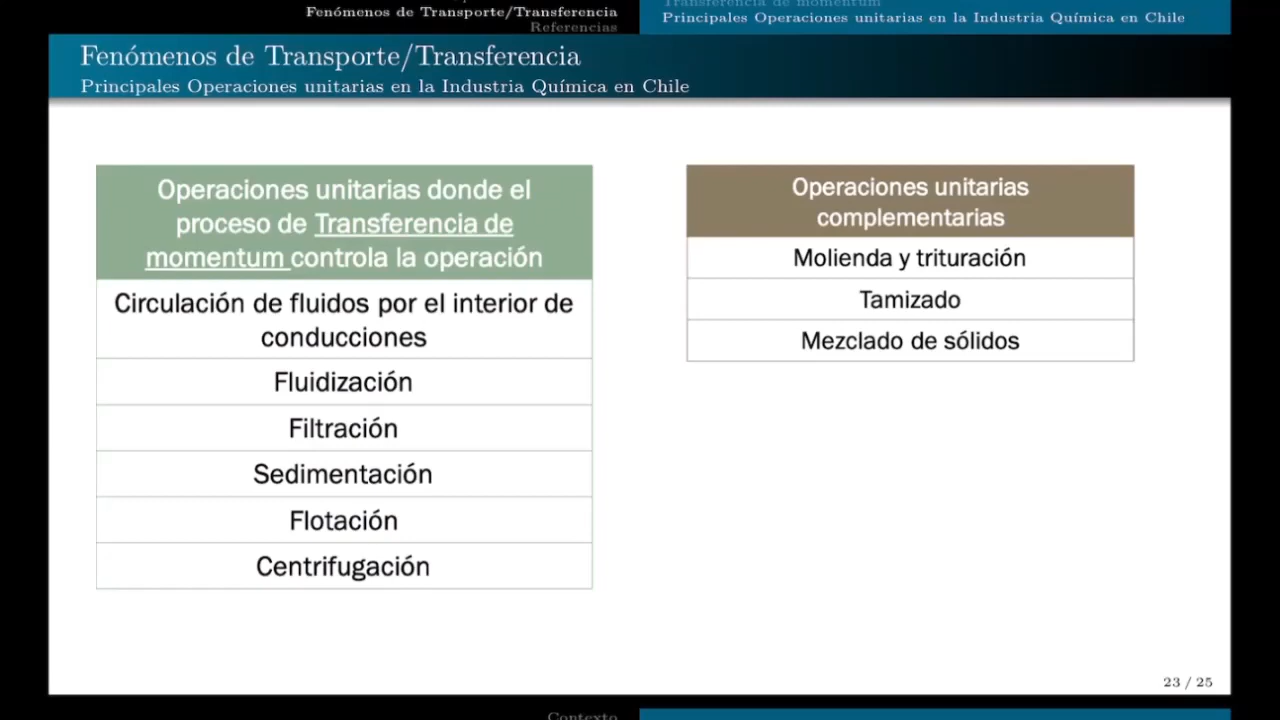 Fenómenos de Transporte/Transferencia
Referencias
Transferencia de momentum
Principales Operaciones unitarias en la Industria Química en Chile
Fenómenos de Transporte/Transferencia
Principales Operaciones unitarias en la Industria Química en Chile
Operaciones unitarias donde el
proceso de Transferencia de
momentum controla la operación
Circulación de fluidos por el interior de
conducciones
Fluidización
Filtración
Sedimentación
Flotación
Centrifugación
Operaciones unitarias
complementarias
Molienda y trituración
Tamizado
Mezclado de sólidos
23 / 25
Contexto